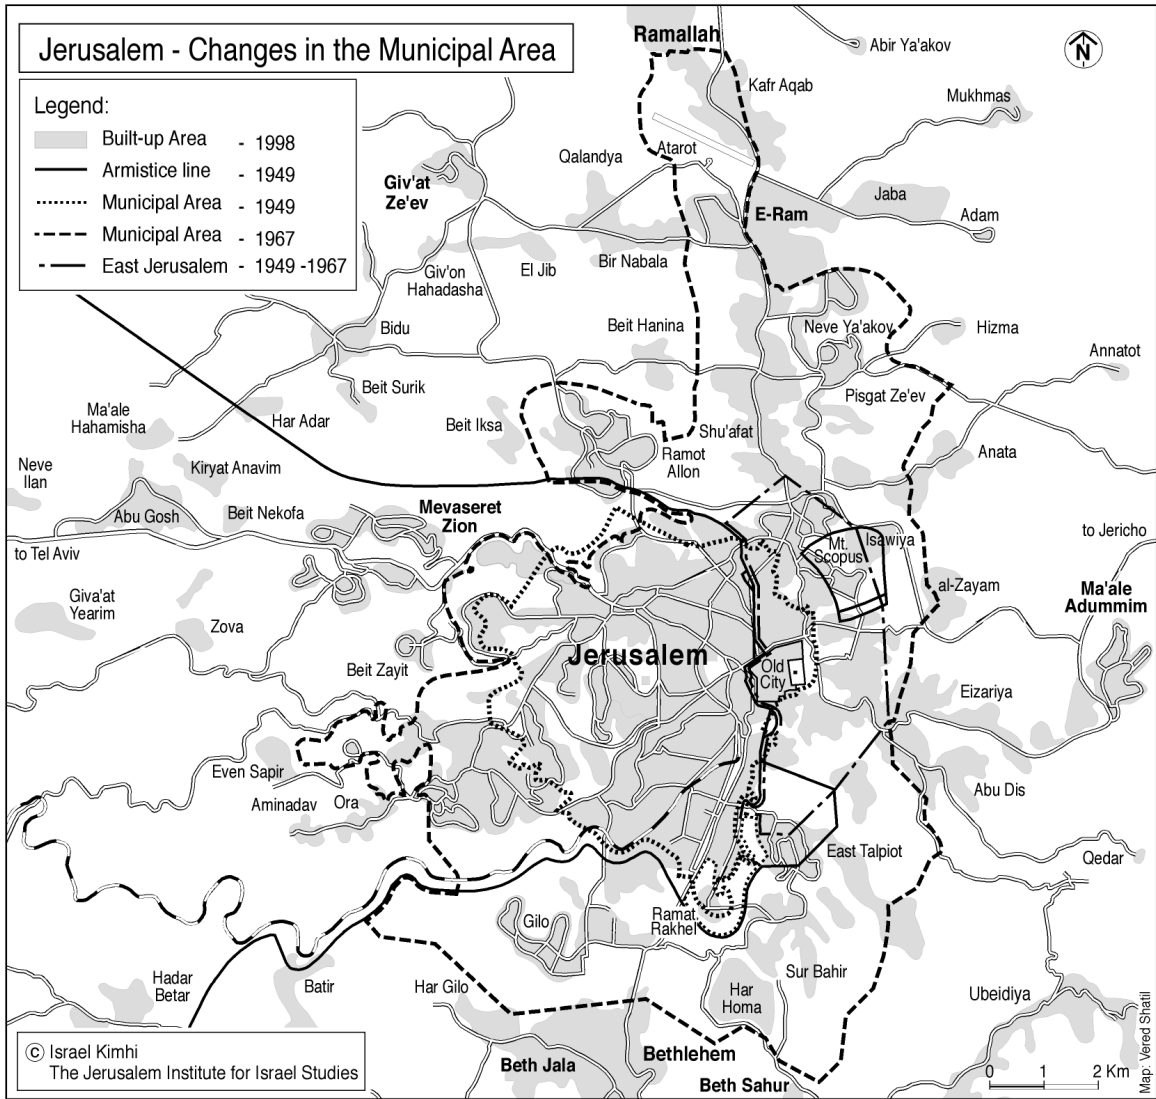 Jerusalem - Changes in the Municipal Area
Legend:
Built-up Area - 1998
Armistice line - 1949
Municipal Area - 1949
Municipal Area - 1967
East Jerusalem - 1949 -1967
N
Ramallah
Abir Ya'akov
Kafr Aqab
Mukhmas
Atarot
Qalandya
Giv'at
Ze'ev
Jaba
E-Ram
Adam
Bir Nabala
El Jib
Giv'on
Hahadasha
Beit Hanina
Neve Ya'akov
Hizma
Bidu
Annatot
Beit Surik
Pisgat Ze'ev
Ma'ale
Hahamisha
Har Adar
Beit Iksa
Shu'afat
Ramot
Allon
Anata
Neve
Ilan
Kiryat Anavim
Abu Gosh
Beit Nekofa
Mevaseret
Zion
to Tel Aviv
Mt.
Scopus
Isawiya
to Jericho
al-Zayam
Ma'ale
Adummim
Giva'at
Yearim
Zova
Beit Zayit
Jerusalem
Old
City
Eizariya
Even Sapir
Aminadav
Ora
Abu Dis
East Talpiot
Qedar
Gilo
Ramat
Rakhel
Sur Bahir
Hadar
Betar
Batir
Har Gilo
Har
Homa
Ubeidiya
Beth Jala
Bethlehem
Beth Sahur
© Israel Kimhi
The Jerusalem Institute for Israel Studies
0 1 2 Km
Map: Vered Shatil